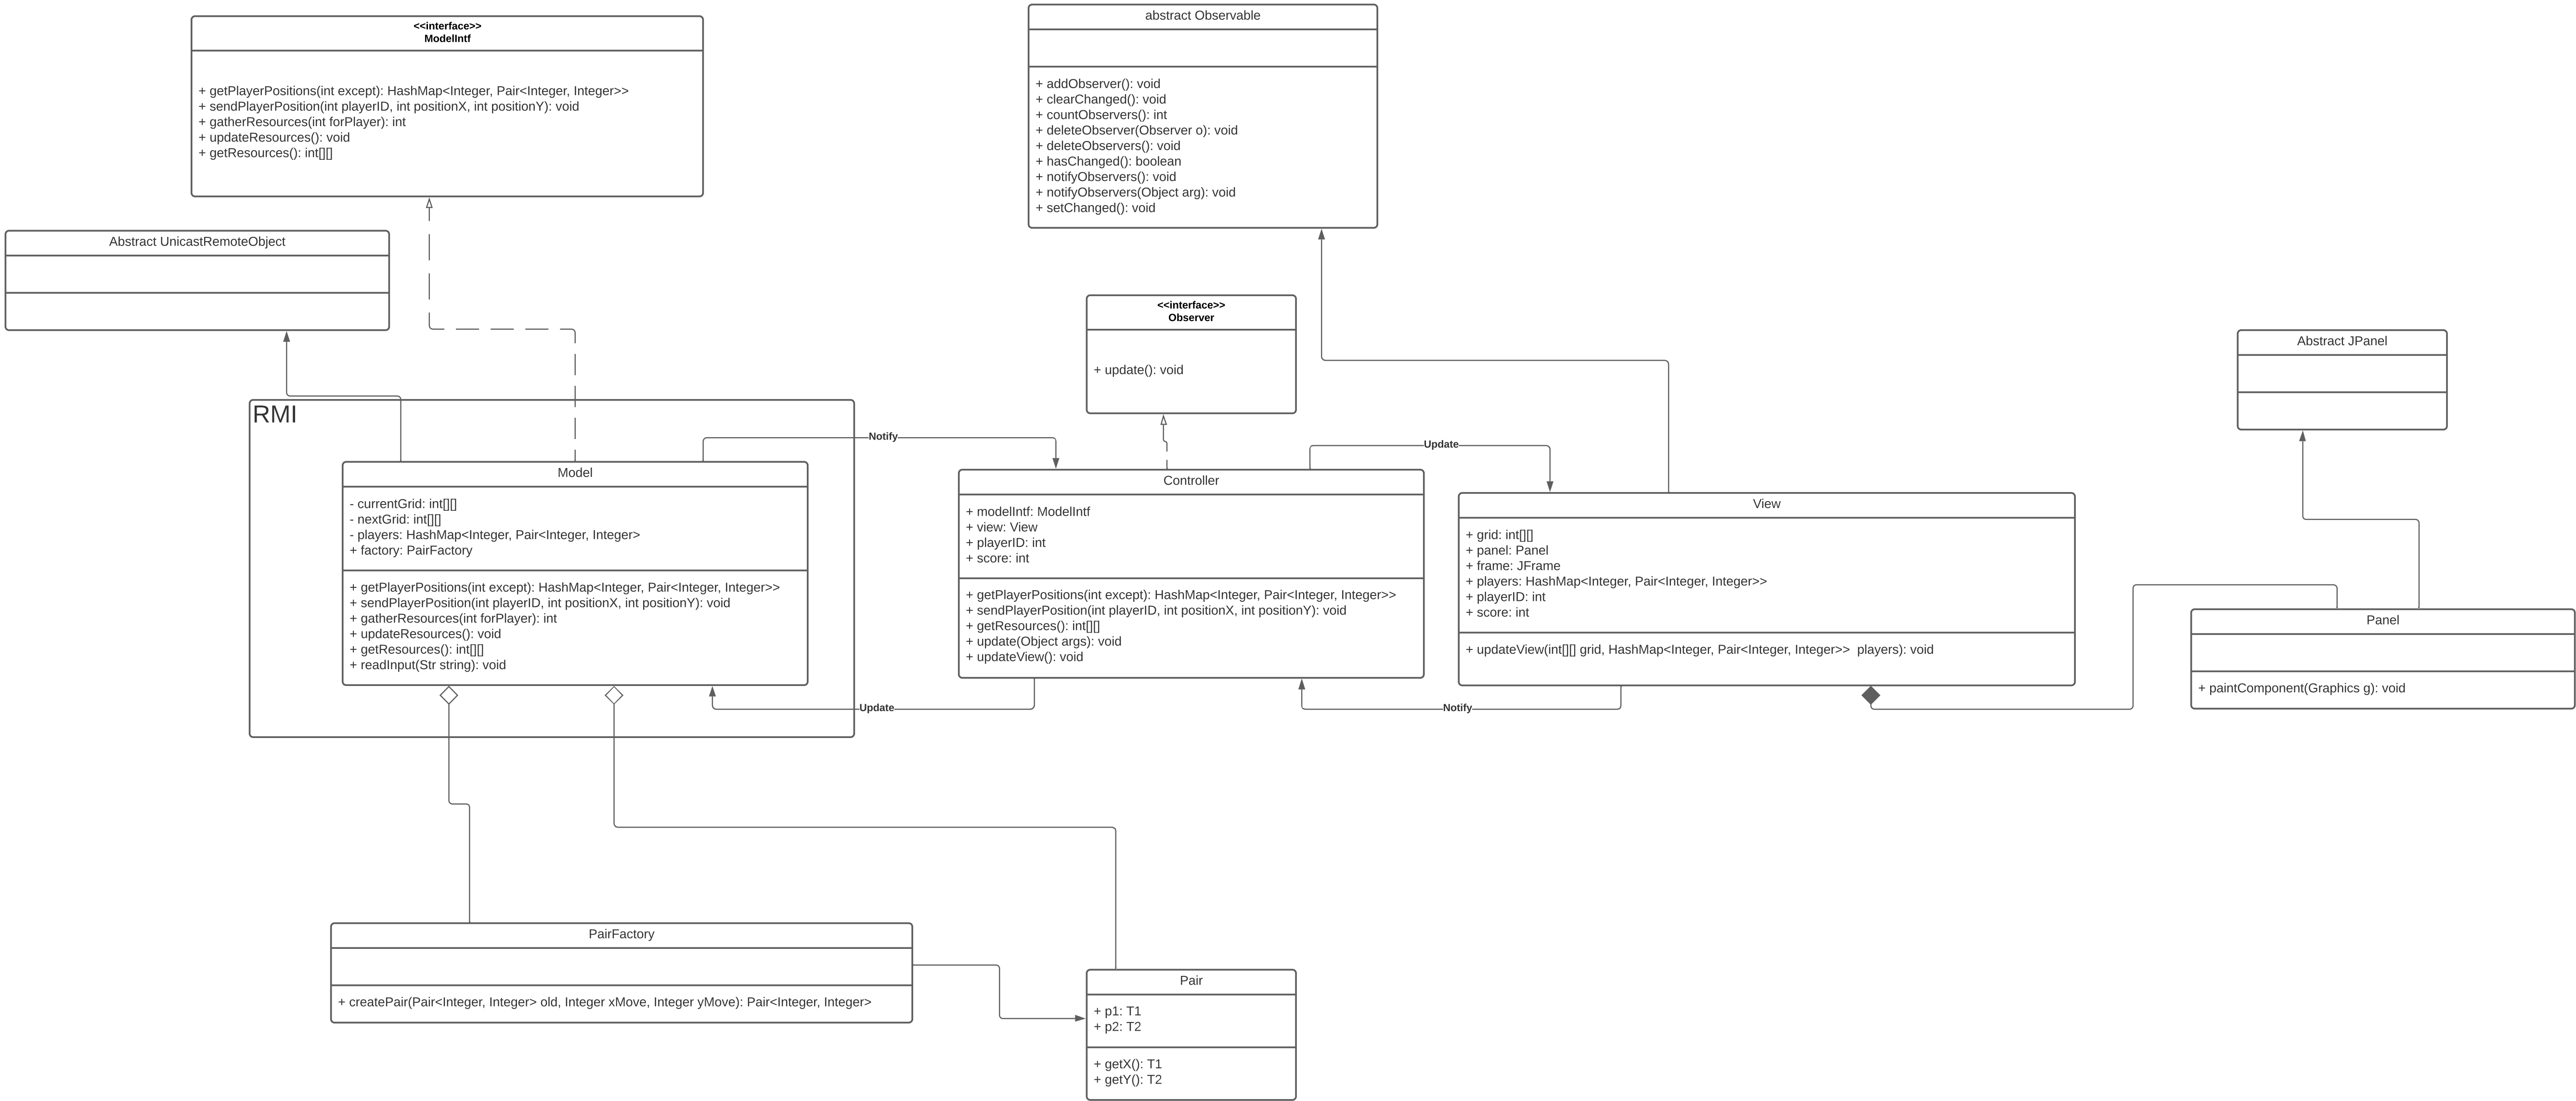 <<interface>>
ModelIntf
+ getPlayerPositions(int except): HashMap<Integer, Pair<Integer, Integer>>
+ sendPlayerPosition(int playerID, int positionX, int positionY): void
+ gatherResources(int forPlayer): int
+ updateResources(): void
+ getResources(): int[][]
abstract Observable
+ addObserver(): void
+ clearChanged(): void
+ countObservers(): int
+ deleteObserver(Observer o): void
+ deleteObservers(): void
+ hasChanged(): boolean
+ notifyObservers(): void
+ notifyObservers(Object arg): void
+ setChanged(): void
Abstract UnicastRemoteObject
<<interface>>
Observer
+ update(): void
Abstract JPanel
RMI
Notify
Update
Model
- currentGrid: int[][]
- nextGrid: int[][]
- players: HashMap<Integer, Pair<Integer, Integer>
+ factory: PairFactory
+ getPlayerPositions(int except): HashMap<Integer, Pair<Integer, Integer>>
+ sendPlayerPosition(int playerID, int positionX, int positionY): void
+ gatherResources(int forPlayer): int
+ updateResources(): void
+ getResources(): int[][]
+ readInput(Str string): void
Controller
+ modelIntf: ModelIntf
+ view: View
+ playerID: int
+ score: int
+ getPlayerPositions(int except): HashMap<Integer, Pair<Integer, Integer>>
+ sendPlayerPosition(int playerID, int positionX, int positionY): void
+ getResources(): int[][]
+ update(Object args): void
+ updateView(): void
View
+ grid: int[][]
+ panel: Panel
+ frame: JFrame
+ players: HashMap<Integer, Pair<Integer, Integer>>
+ playerID: int
+ score: int
+ updateView(int[][] grid, HashMap<Integer, Pair<Integer, Integer>>  players): void
Panel
+ paintComponent(Graphics g): void
Update
Notify
PairFactory
+ createPair(Pair<Integer, Integer> old, Integer xMove, Integer yMove): Pair<Integer, Integer>
Pair
+ p1: T1
+ p2: T2
+ getX(): T1
+ getY(): T2